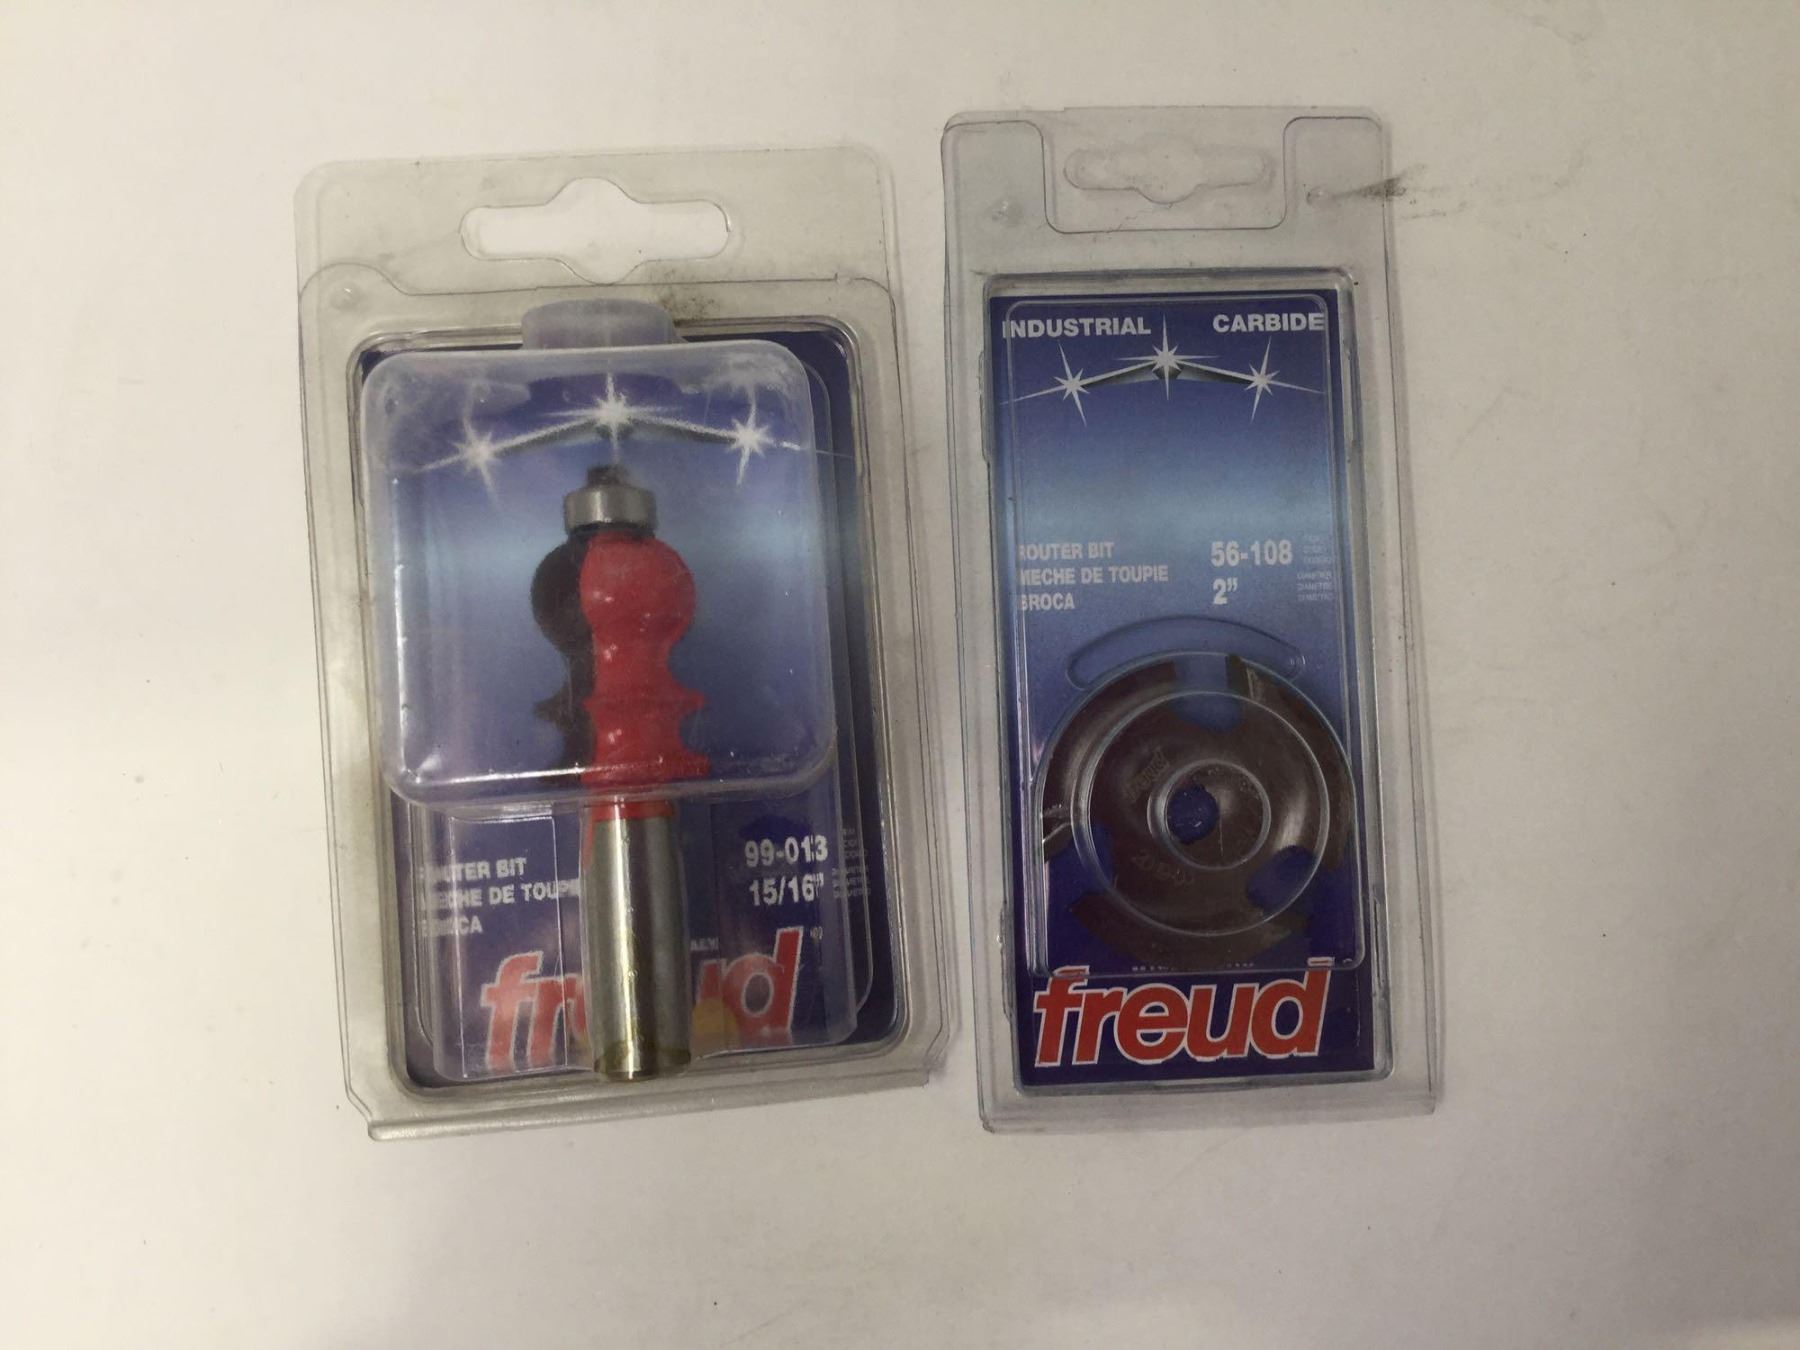 ROUTER BIT
MECHE DE TOUPIE
BROCA
99-013
15/16"
freud
INDUSTRIAL CARBIDE
ROUTER BIT
MECHE DE TOUPIE
BROCA
56-108
2"
freud
freud